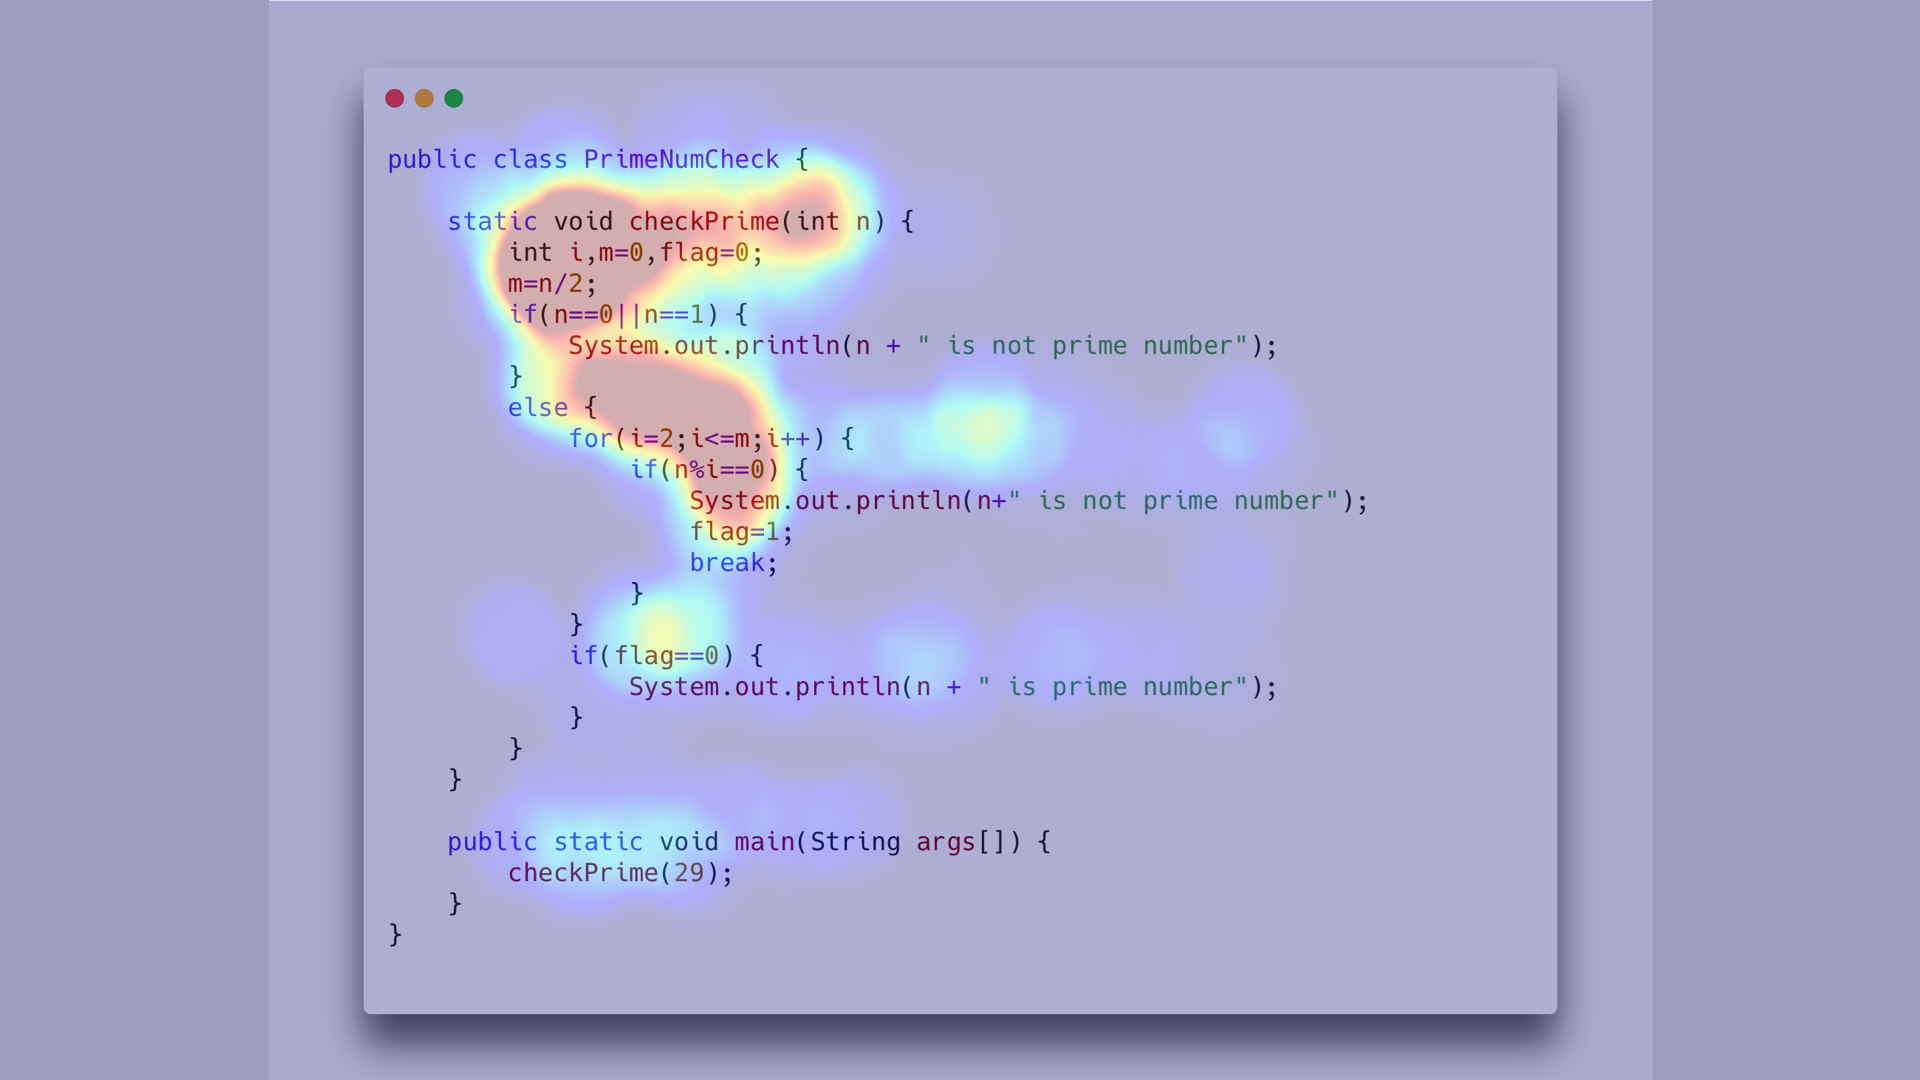 public class PrimeNumCheck {
static void checkPrime(int n) {
int i,m=0,flag=0;
m=n/2;
if(n==0||n==1) {
System.out.println(n + " is not prime number");
}
else {
for(i=2;i<=m;i++) {
if(n%i==0) {
System.out.println(n+" is not prime number");
flag=1;
break;
}
}
if(flag==0) {
System.out.println(n + " is prime number");
}
}
}
public static void main(String args[]) {
checkPrime(29);
}
}